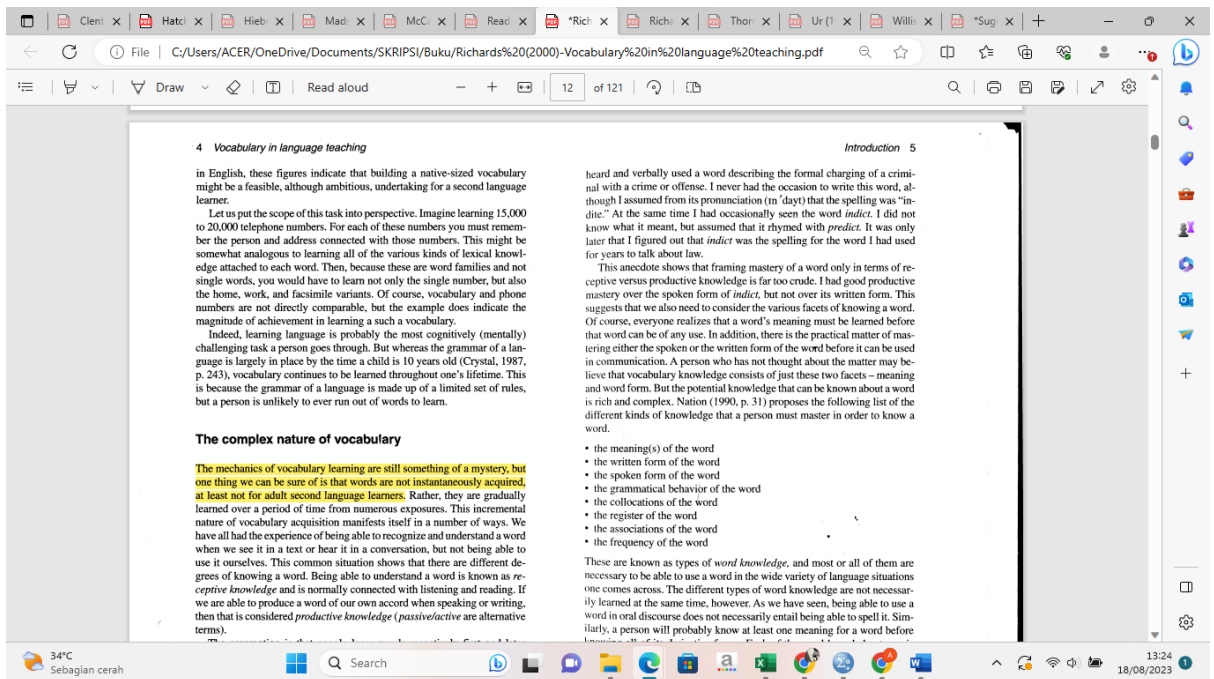 Clent
Hatch
Hiebe
Mads
McCa
Read
*Rich
Richa
Thorn
Ur (1
Willis
*Sug
File
C:/Users/ACER/OneDrive/Documents/SKRIPSI/Buku/Richards%20(2000)-Vocabulary%20in%20language%20teaching.pdf
Draw
Read aloud
12
of 121
4 Vocabulary in language teaching
in English, these figures indicate that building a native-sized vocabulary
might be a feasible, although ambitious, undertaking for a second language
learner.
Let us put the scope of this task into perspective. Imagine learning 15,000
to 20,000 telephone numbers. For each of these numbers you must remem-
ber the person and address connected with those numbers. This might be
somewhat analogous to learning all of the various kinds of lexical knowl-
edge attached to each word. Then, because these are word families and not
single words, you would have to learn not only the single number, but also
the home, work, and facsimile variants. Of course, vocabulary and phone
numbers are not directly comparable, but the example does indicate the
magnitude of achievement in learning a such a vocabulary.
Indeed, learning language is probably the most cognitively (mentally)
challenging task a person goes through. But whereas the grammar of a lan-
guage is largely in place by the time a child is 10 years old (Crystal, 1987,
p. 243), vocabulary continues to be learned throughout one's lifetime. This
is because the grammar of a language is made up of a limited set of rules,
but a person is unlikely to ever run out of words to learn.
The complex nature of vocabulary
The mechanics of vocabulary learning are still something of a mystery, but
one thing we can be sure of is that words are not instantaneously acquired,
at least not for adult second language learners. Rather, they are gradually
learned over a period of time from numerous exposures. This incremental
nature of vocabulary acquisition manifests itself in a number of ways. We
have all had the experience of being able to recognize and understand a word
when we see it in a text or hear it in a conversation, but not being able to
use it ourselves. This common situation shows that there are different de-
grees of knowing a word. Being able to understand a word is known as re-
ceptive knowledge and is normally connected with listening and reading. If
we are able to produce a word of our own accord when speaking or writing,
then that is considered productive knowledge (passive/active are alternative
terms).
Introduction 5
heard and verbally used a word describing the formal charging of a crimi-
nal with a crime or offense. I never had the occasion to write this word, al-
though I assumed from its pronunciation (ɪn ˈdayt) that the spelling was "in-
dite." At the same time I had occasionally seen the word indict. I did not
know what it meant, but assumed that it rhymed with predict. It was only
later that I figured out that indict was the spelling for the word I had used
for years to talk about law.
This anecdote shows that framing mastery of a word only in terms of re-
ceptive versus productive knowledge is far too crude. I had good productive
mastery over the spoken form of indict, but not over its written form. This
suggests that we also need to consider the various facets of knowing a word.
Of course, everyone realizes that a word's meaning must be learned before
that word can be of any use. In addition, there is the practical matter of mas-
tering either the spoken or the written form of the word before it can be used
in communication. A person who has not thought about the matter may be-
lieve that vocabulary knowledge consists of just these two facets – meaning
and word form. But the potential knowledge that can be known about a word
is rich and complex. Nation (1990, p. 31) proposes the following list of the
different kinds of knowledge that a person must master in order to know a
word.
• the meaning(s) of the word
• the written form of the word
• the spoken form of the word
• the grammatical behavior of the word
• the collocations of the word
• the register of the word
• the associations of the word
• the frequency of the word
These are known as types of word knowledge, and most or all of them are
necessary to be able to use a word in the wide variety of language situations
one comes across. The different types of word knowledge are not necessar-
ily learned at the same time, however. As we have seen, being able to use a
word in oral discourse does not necessarily entail being able to spell it. Sim-
ilarly, a person will probably know at least one meaning for a word before
34°C
Sebagian cerah
Search
13:24
18/08/2023
1